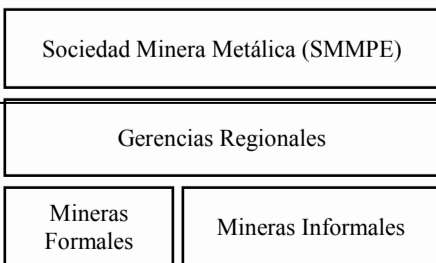 Sociedad Minera Metálica (SMMPE)
Gerencias Regionales
Mineras
Formales
Mineras Informales